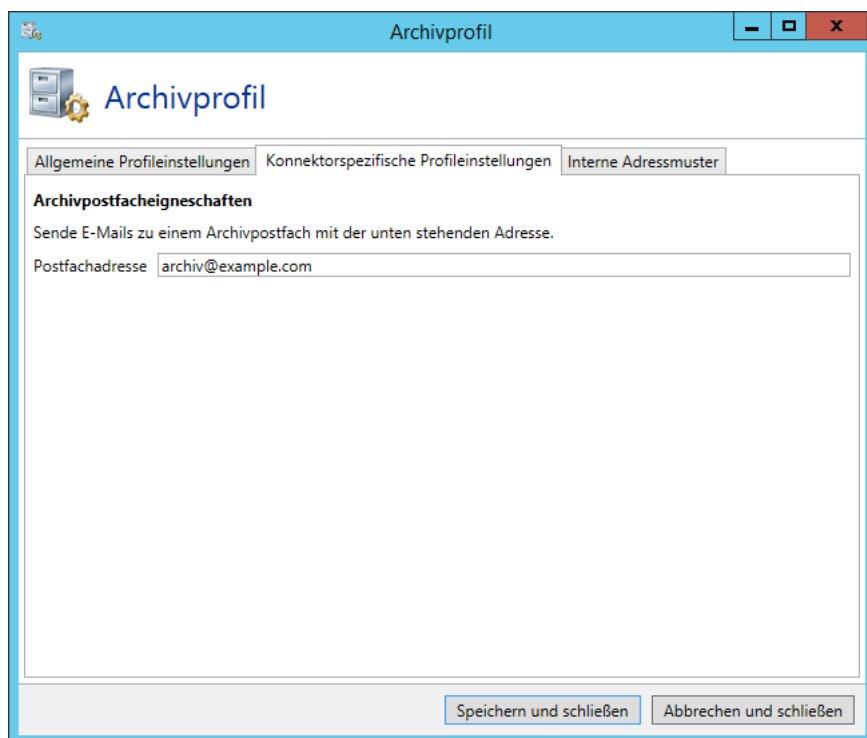 Archivprofil
Archivprofil
Allgemeine Profileinstellungen Konnektorspezifische Profileinstellungen Interne Adressmuster
Archivpostfacheigneschaften
Sende E-Mails zu einem Archivpostfach mit der unten stehenden Adresse.
Postfachadresse archiv@example.com
Speichern und schließen Abbrechen und schließen